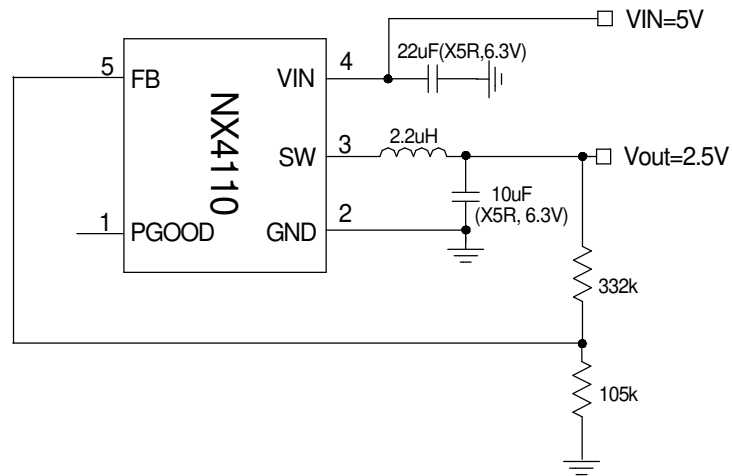 VIN=5V
22uF(X5R,6.3V)
5
FB
VIN
4
NX4110
SW
3
2.2uH
Vout=2.5V
10uF
(X5R, 6.3V)
1
PGOOD
GND
2
332k
105k